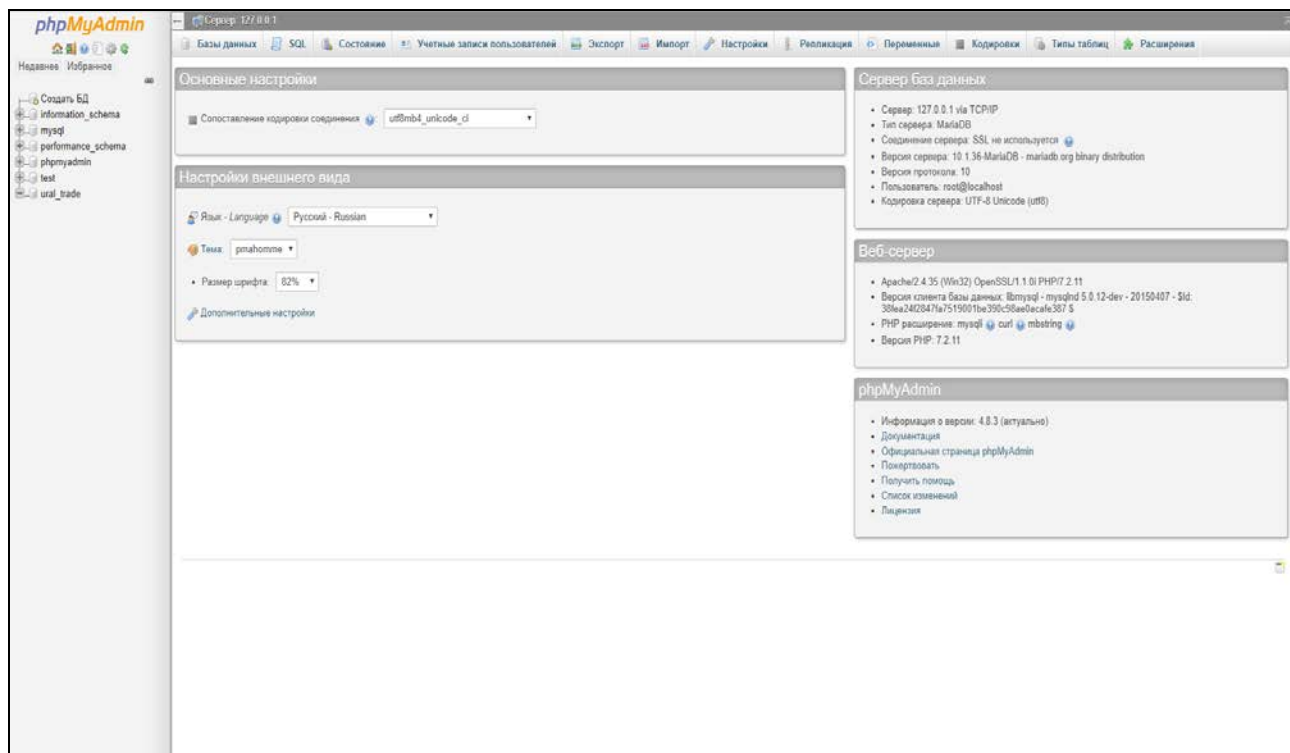 phpMyAdmin
Недавнее Избранное
Создать БД
information_schema
mysql
performance_schema
phpmyadmin
test
ural_trade
Сервер: 127.0.0.1
Базы данных SQL Состояние Учетные записи пользователей Экспорт Импорт Настройки Репликация Переменные Кодировки Типы таблиц Расширения
Основные настройки
Сопоставление кодировки соединения utf8mb4_unicode_ci
Настройки внешнего вида
Язык - Language Русский - Russian
Тема: pmahomme
Размер шрифта: 82%
Дополнительные настройки
Сервер баз данных
Сервер: 127.0.0.1 via TCP/IP
Тип сервера: MariaDB
Соединение сервера: SSL не используется
Версия сервера: 10.1.36-MariaDB - mariadb.org binary distribution
Версия протокола: 10
Пользователь: root@localhost
Кодировка сервера: UTF-8 Unicode (utf8)
Веб-сервер
Apache/2.4.35 (Win32) OpenSSL/1.1.0i PHP/7.2.11
Версия клиента базы данных: libmysql - mysqlnd 5.0.12-dev - 20150407 - $Id:
$
PHP расширение: mysqli curl mbstring
Версия PHP: 7.2.11
phpMyAdmin
Информация о версии: 4.8.3 (актуально)
Документация
Официальная страница phpMyAdmin
Пожертвовать
Получить помощь
Список изменений
Лицензия